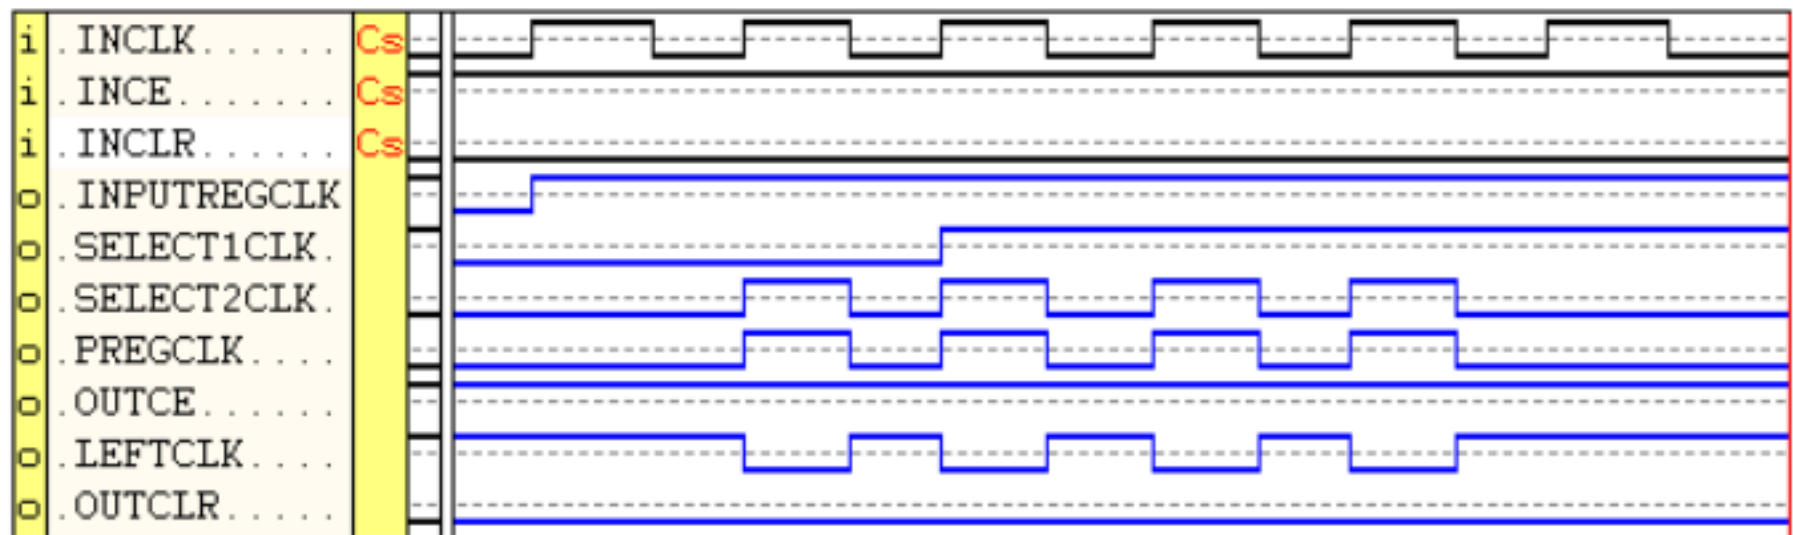 i .INCLK...... Cs
i .INCE....... Cs
i .INCLR...... Cs
o .INPUTREGCLK
o .SELECT1CLK.
o .SELECT2CLK.
o .PREGCLK....
o .OUTCE......
o .LEFTCLK....
o .OUTCLR.....